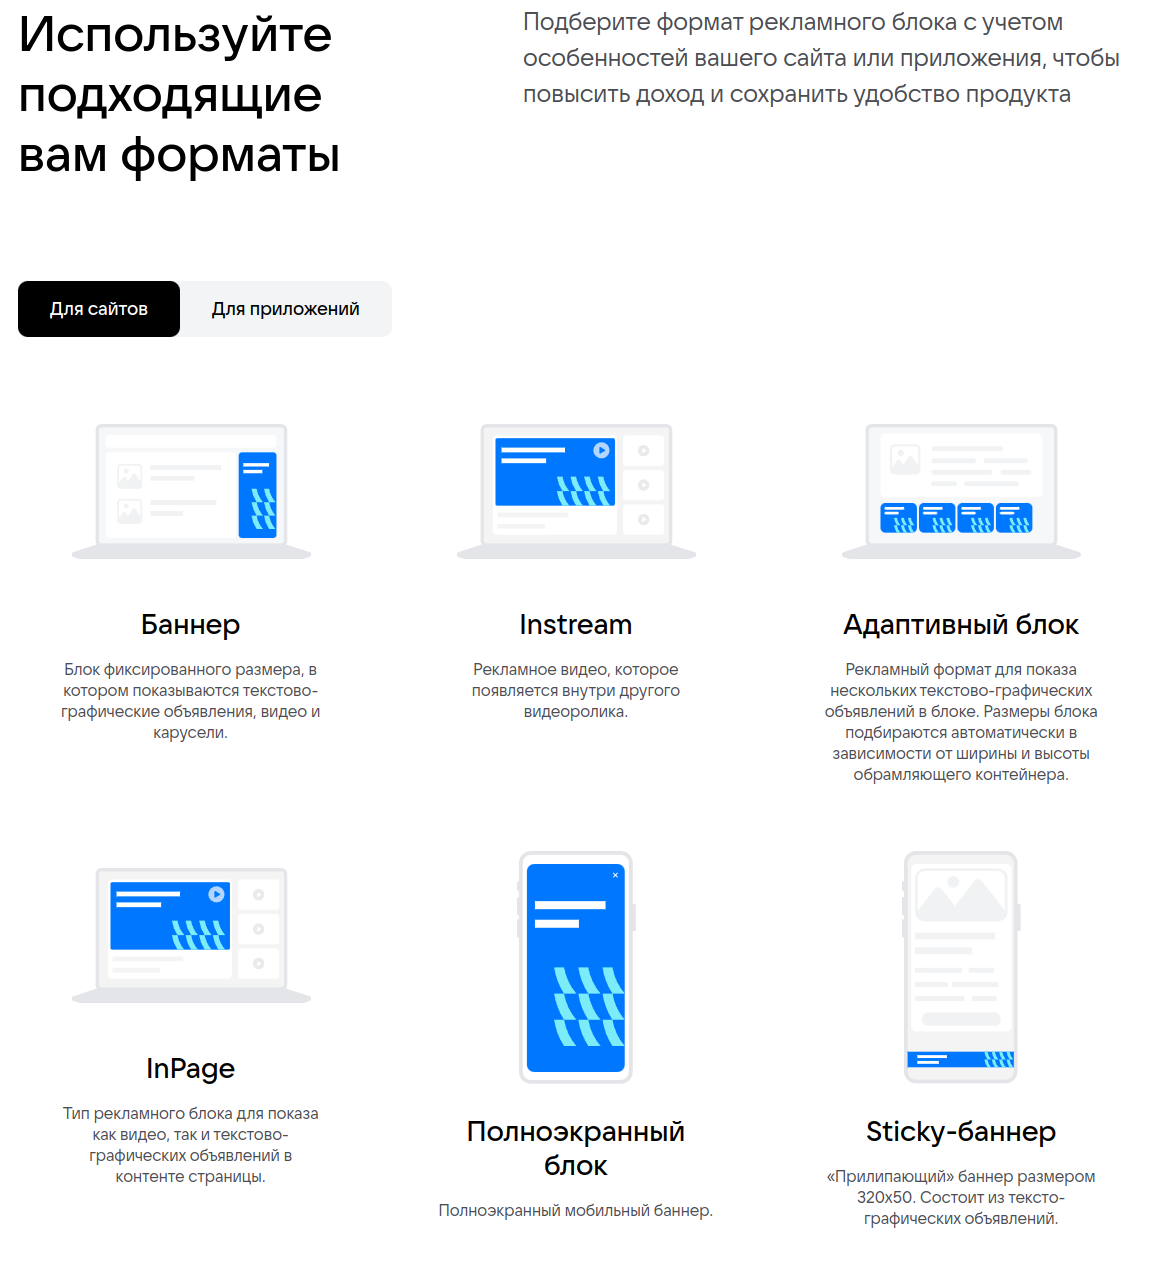 Используйте
подходящие
вам форматы
Подберите формат рекламного блока с учетом
особенностей вашего сайта или приложения, чтобы
повысить доход и сохранить удобство продукта
Для сайтов
Для приложений
Баннер
Блок фиксированного размера, в
котором показываются текстово-
графические объявления, видео и
карусели.
Instream
Рекламное видео, которое
появляется внутри другого
видеоролика.
Адаптивный блок
Рекламный формат для показа
нескольких текстово-графических
объявлений в блоке. Размеры блока
подбираются автоматически в
зависимости от ширины и высоты
обрамляющего контейнера.
InPage
Тип рекламного блока для показа
как видео, так и текстово-
графических объявлений в
контенте страницы.
Полноэкранный
блок
Полноэкранный мобильный баннер.
Sticky-баннер
«Прилипающий» баннер размером
320x50. Состоит из тексто-
графических объявлений.